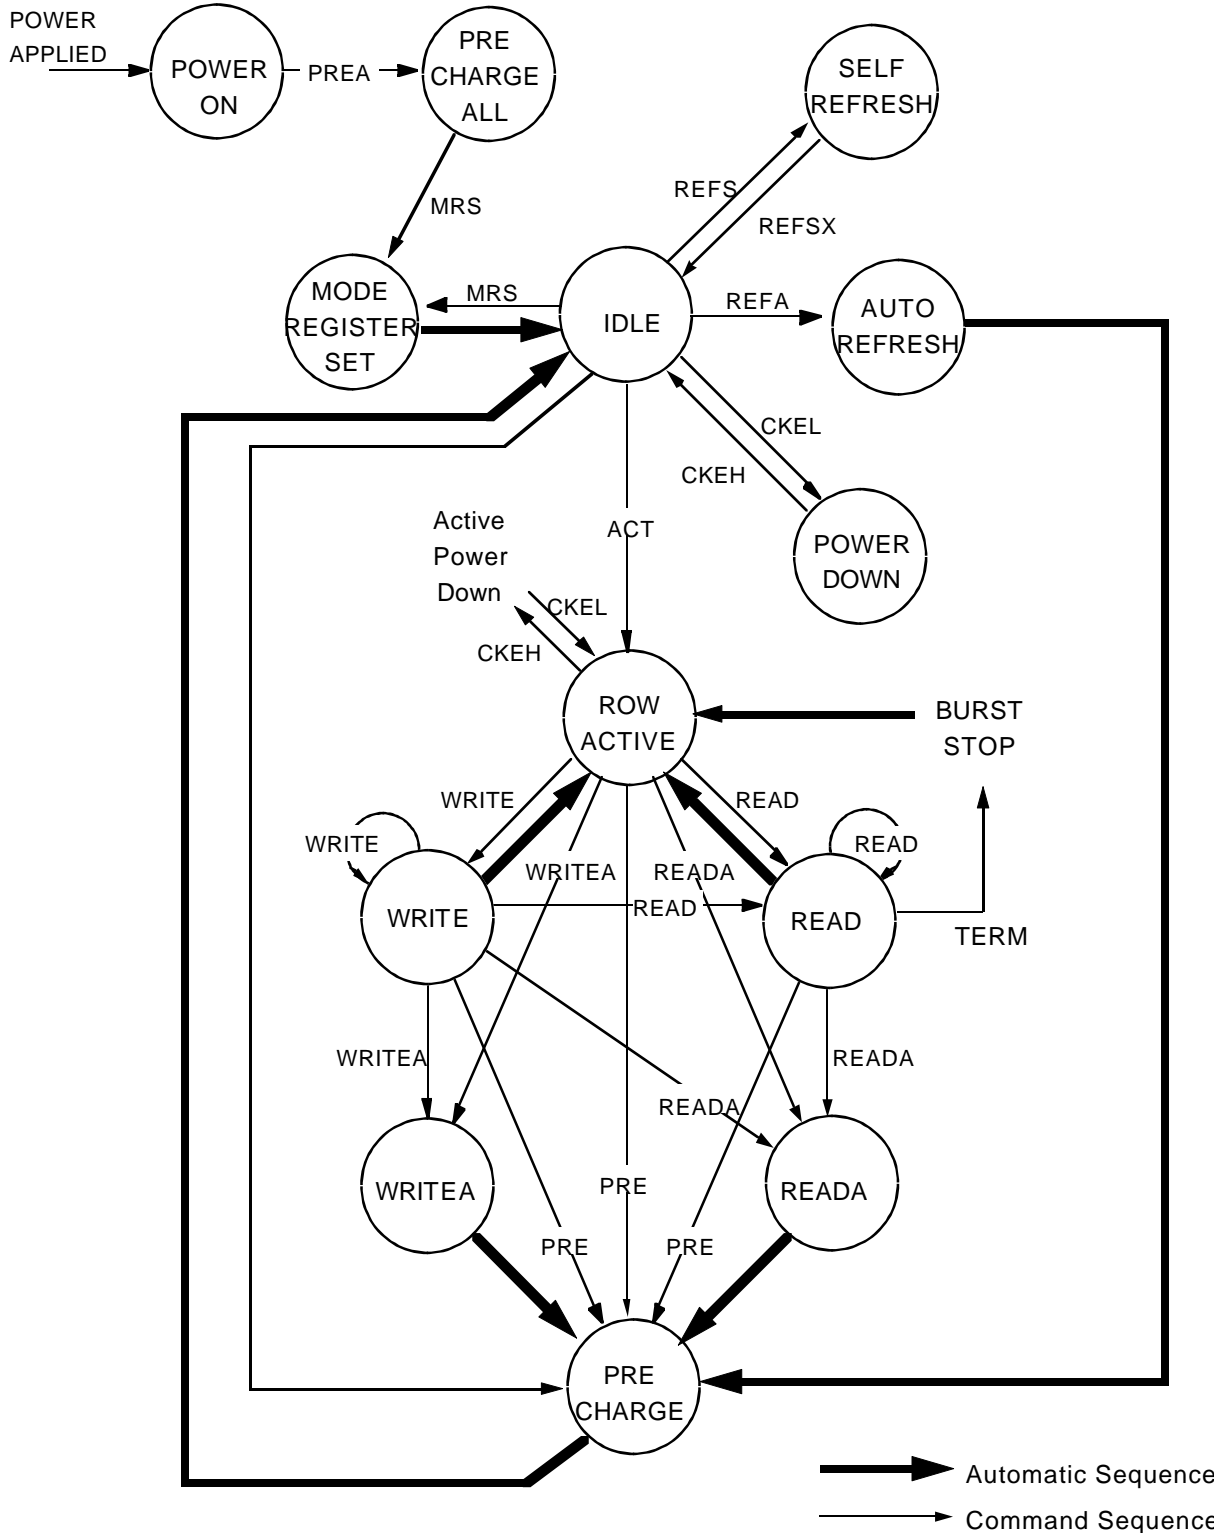 POWER
APPLIED
POWER
ON
PREA
PRE
CHARGE
ALL
SELF
REFRESH
MRS
REFS
REFSX
MODE
REGISTER
SET
MRS
IDLE
REFA
AUTO
REFRESH
CKEL
CKEH
POWER
DOWN
ACT
Active
Power
Down
CKEL
CKEH
ROW
ACTIVE
BURST
STOP
WRITE
READ
WRITE
READ
WRITEA
READA
WRITE
READ
READ
TERM
WRITEA
READA
READA
WRITEA
PRE
READA
PRE
PRE
PRE
CHARGE
Automatic Sequence
Command Sequence